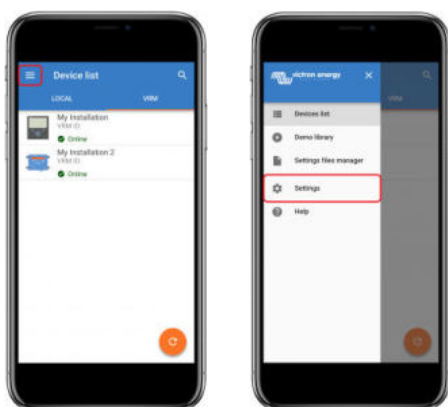 Device list
LOCAL
VRM
My Installation
VRM ID:
Online
My Installation 2
VRM ID:
Online
victron energy
VRM
Devices list
Demo library
Settings files manager
Settings
Help